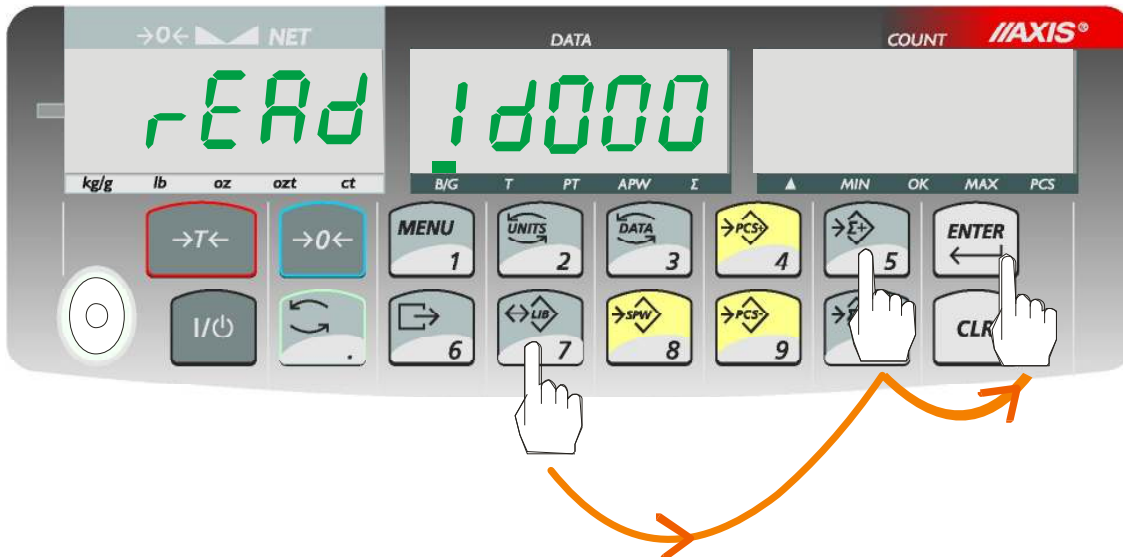 →0← NET
DATA
COUNT
//AXIS®
rEAd
Id000
kg/g lb oz ozt ct
B/G T PT APW Σ
▲ MIN OK MAX PCS
→T←
→0←
MENU 1
UNITS 2
DATA 3
→PCS+ 4
→Σ+ 5
ENTER
I/⏻
.
6
↔LIB 7
→SPW 8
→PCS- 9
CLR